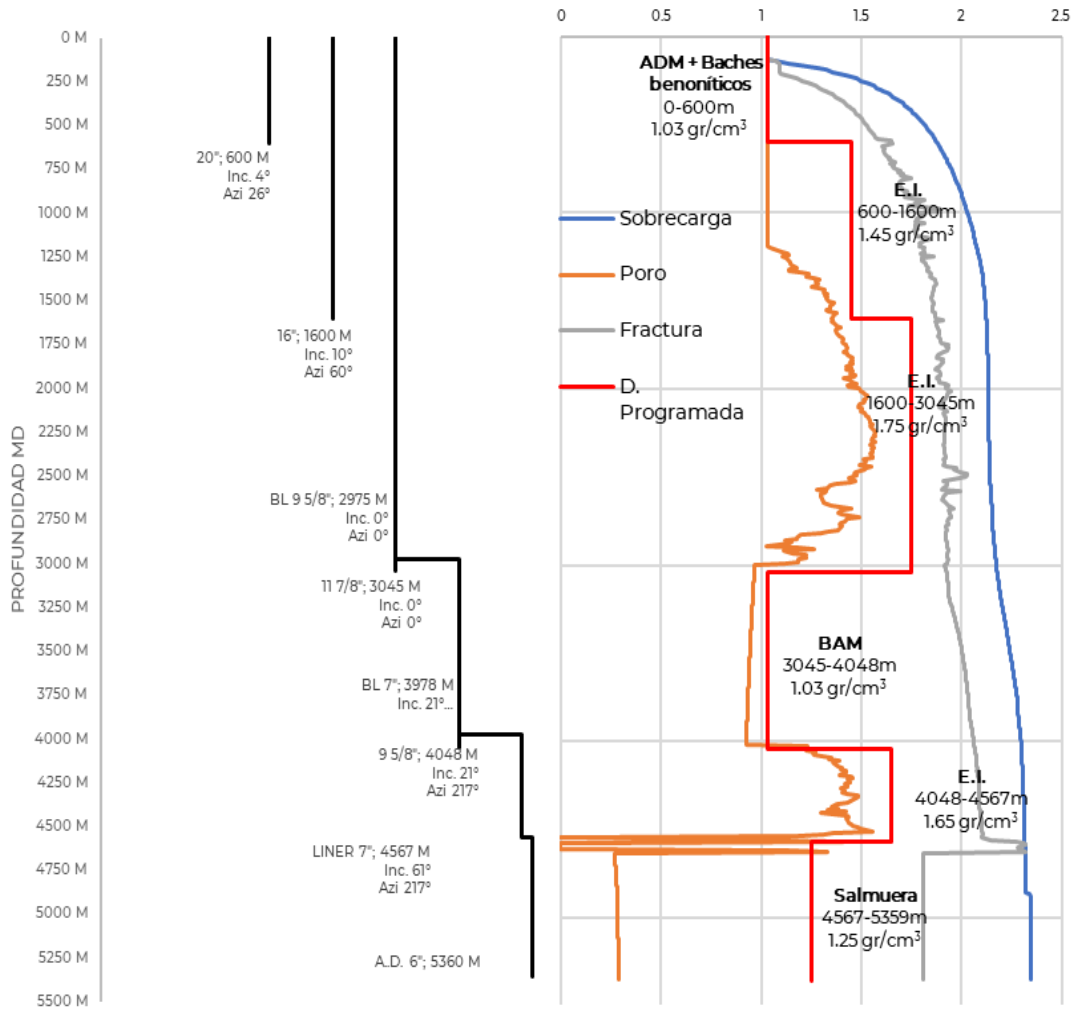 0 M
250 M
500 M
750 M
1000 M
1250 M
1500 M
1750 M
2000 M
2250 M
2500 M
2750 M
3000 M
3250 M
3500 M
3750 M
4000 M
4250 M
4500 M
4750 M
5000 M
5250 M
5500 M
PROFUNDIDAD MD
20"; 600 M
Inc. 4°
Azi 26°
16"; 1600 M
Inc. 10°
Azi 60°
BL 9 5/8"; 2975 M
Inc. 0°
Azi 0°
11 7/8"; 3045 M
Inc. 0°
Azi 0°
BL 7"; 3978 M
Inc. 21°...
9 5/8"; 4048 M
Inc. 21°
Azi 217°
LINER 7"; 4567 M
Inc. 61°
Azi 217°
A.D. 6"; 5360 M
0 0.5 1 1.5 2 2.5
ADM + Baches
benoníticos
0-600m
1.03 gr/cm³
E.I.
600-1600m
1.45 gr/cm³
Sobrecarga
Poro
Fractura
D.
Programada
E.I.
1600-3045m
1.75 gr/cm³
BAM
3045-4048m
1.03 gr/cm³
E.I.
4048-4567m
1.65 gr/cm³
Salmuera
4567-5359m
1.25 gr/cm³